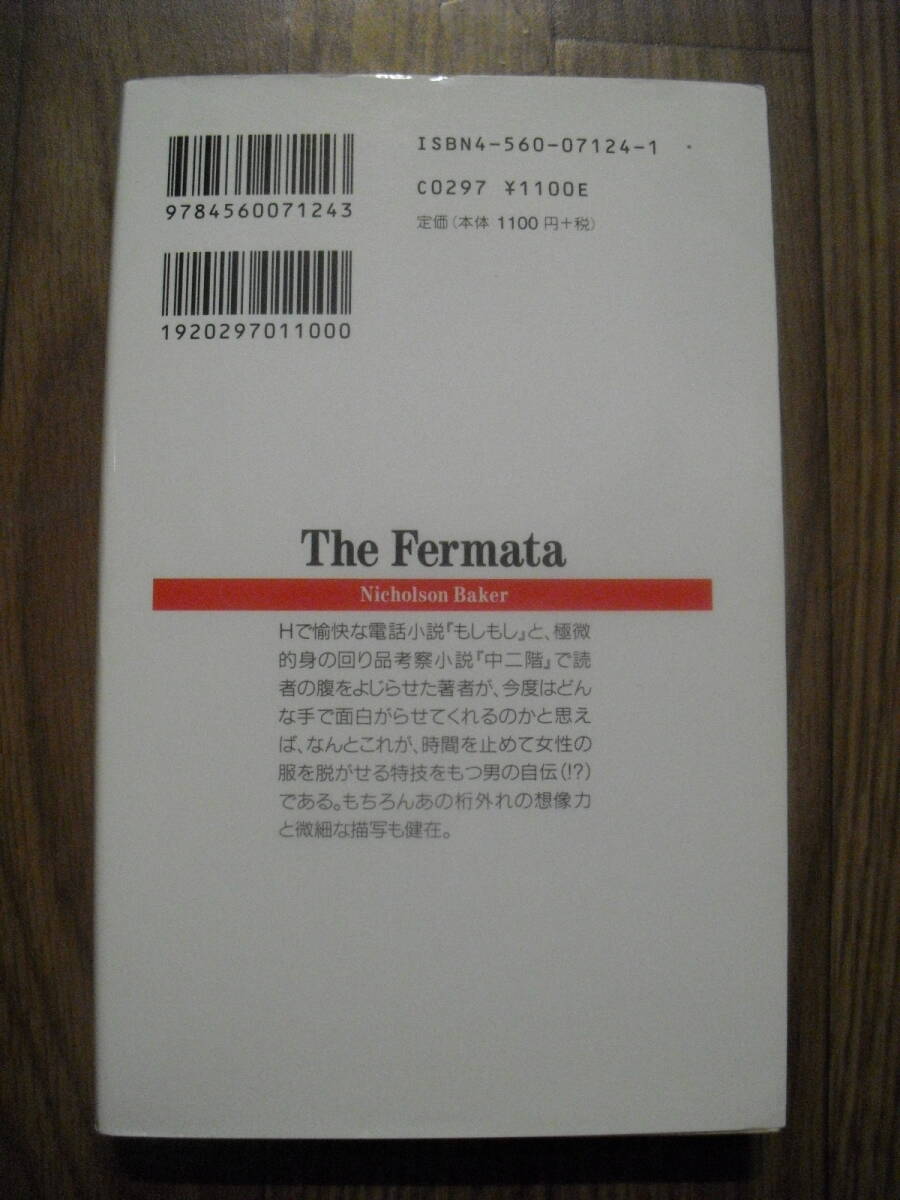 ISBN4-560-07124-1
C0297 ¥1100E
定価(本体 1100 円+税)
9784560071243
1920297011000
The Fermata
Nicholson Baker
Hで愉快な電話小説『もしもし』と、極微
的身の回り品考察小説『中二階』で読
者の腹をよじらせた著者が、今度はどん
な手で面白がらせてくれるのかと思え
ば、なんとこれが、時間を止めて女性の
服を脱がせる特技をもつ男の自伝(!?)
である。もちろんあの桁外れの想像力
と微細な描写も健在。